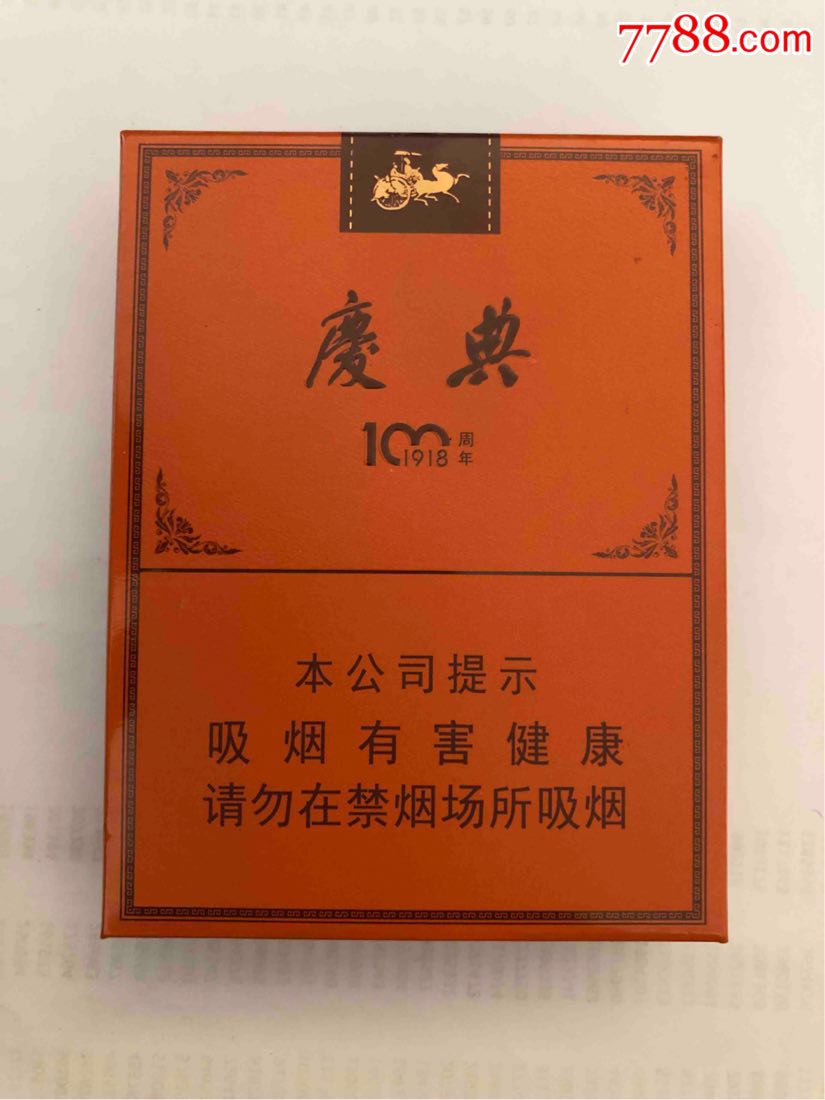 7788.com
慶典
100周年
1918
本公司提示
吸烟有害健康
请勿在禁烟场所吸烟